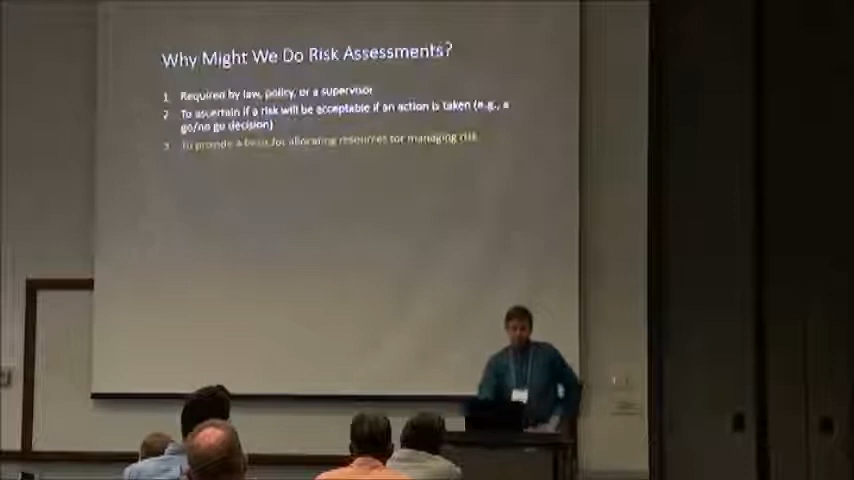 Why Might We Do Risk Assessments?
1 Required by law, policy, or a supervisor
2 To ascertain if a risk will be acceptable if an action is taken (e.g., a
go/no go decision)
3 To provide a basis for allocating resources for managing risk